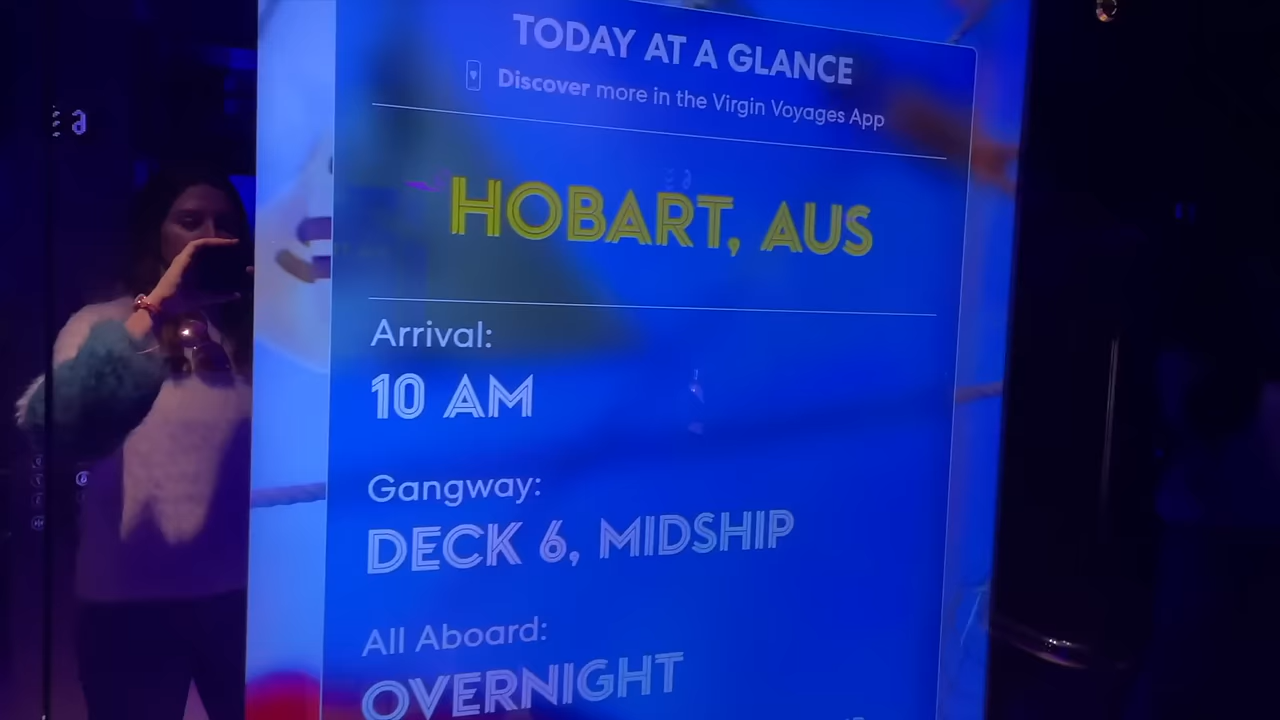 TODAY AT A GLANCE
Discover more in the Virgin Voyages App
HOBART, AUS
Arrival:
10 AM
Gangway:
DECK 6, MIDSHIP
All Aboard:
OVERNIGHT